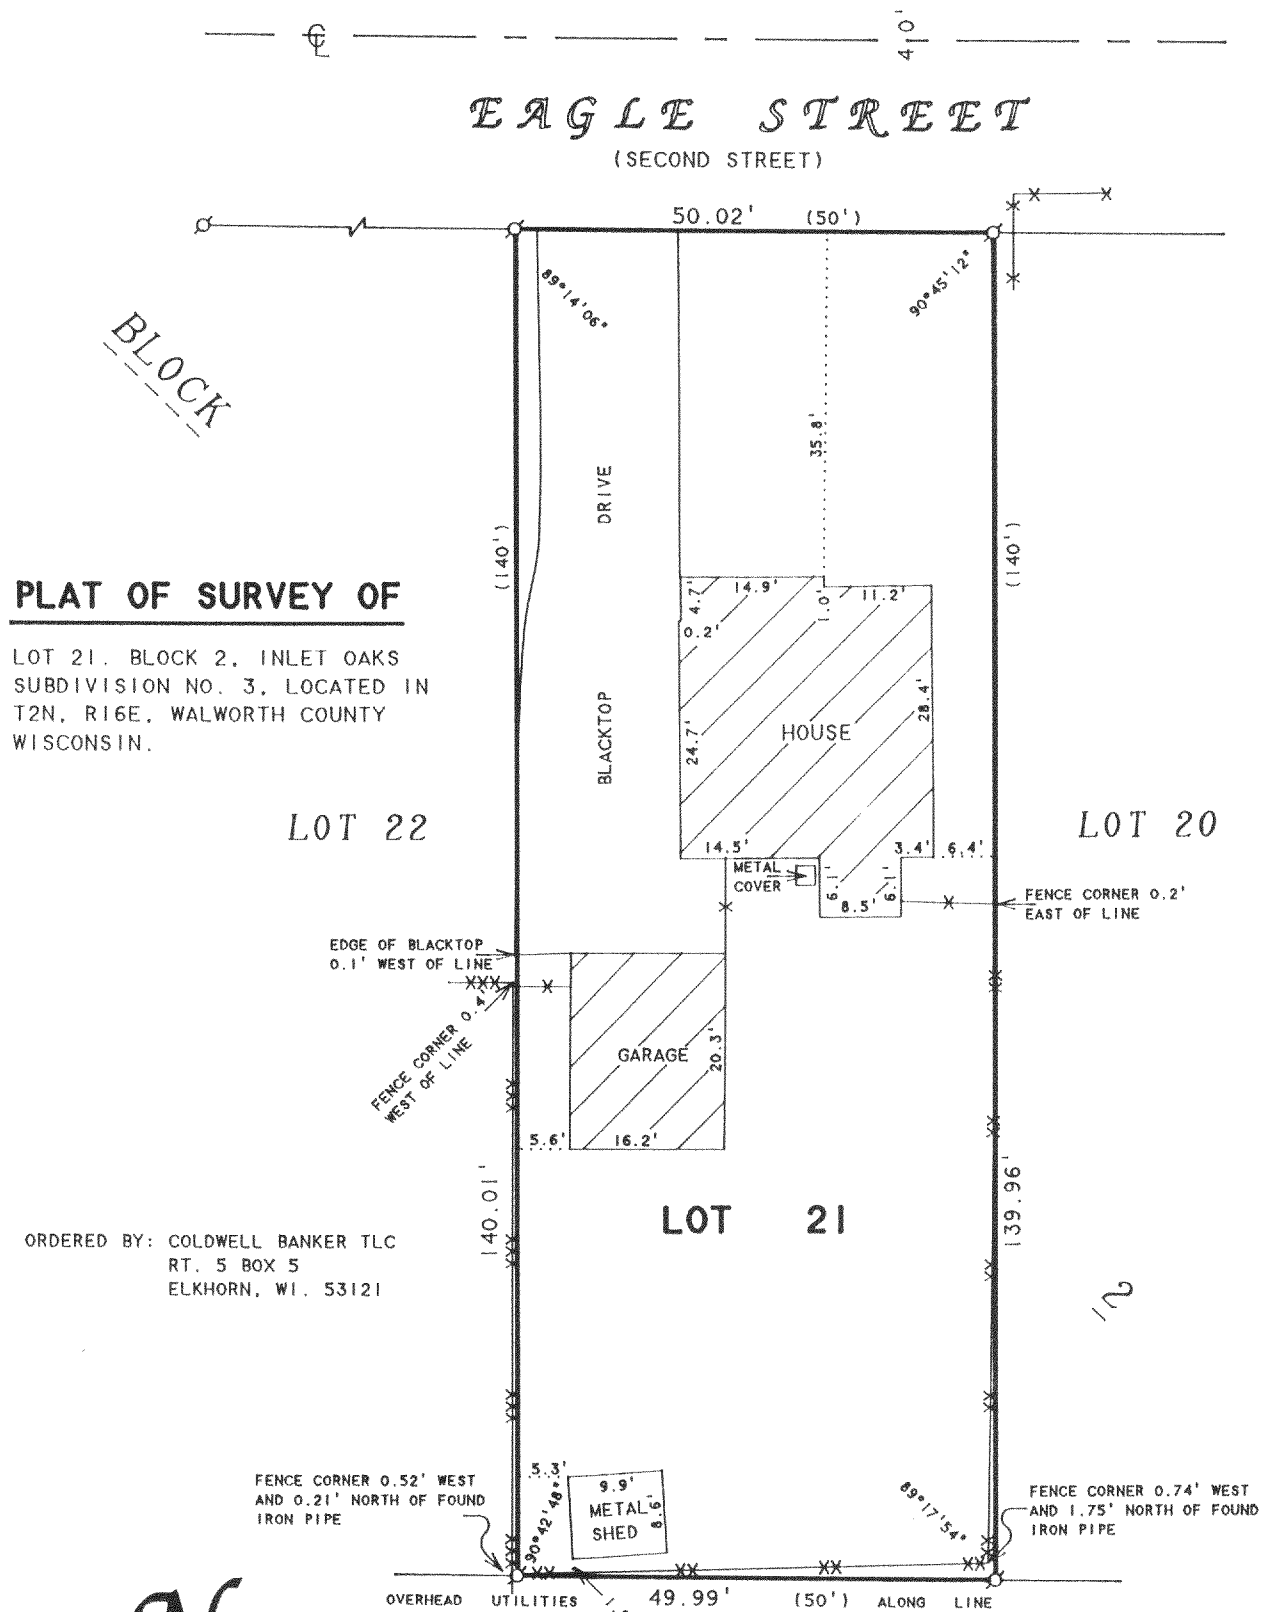 ℄
40'
EAGLE STREET
(SECOND STREET)
50.02' (50')
89°14'06"
90°45'12"
BLOCK
35.8'
DRIVE
(140')
(140')
PLAT OF SURVEY OF
14.9'
11.2'
4.7'
1.0'
0.2'
LOT 21. BLOCK 2, INLET OAKS
SUBDIVISION NO. 3, LOCATED IN
T2N, R16E, WALWORTH COUNTY
WISCONSIN.
28.4'
24.7'
HOUSE
BLACKTOP
LOT 22
LOT 20
14.5'
3.4'
6.4'
METAL
COVER
6.1'
6.1'
8.5'
FENCE CORNER 0.2'
EAST OF LINE
EDGE OF BLACKTOP
0.1' WEST OF LINE
FENCE CORNER 0.4'
WEST OF LINE
GARAGE
20.3'
5.6'
16.2'
140.01'
139.96'
LOT 21
ORDERED BY: COLDWELL BANKER TLC
RT. 5 BOX 5
ELKHORN, WI. 53121
2
5.3'
9.9'
METAL
SHED
8.6'
90°42'48"
89°17'54"
FENCE CORNER 0.52' WEST
AND 0.21' NORTH OF FOUND
IRON PIPE
FENCE CORNER 0.74' WEST
AND 1.75' NORTH OF FOUND
IRON PIPE
OVERHEAD UTILITIES 49.99' (50') ALONG LINE